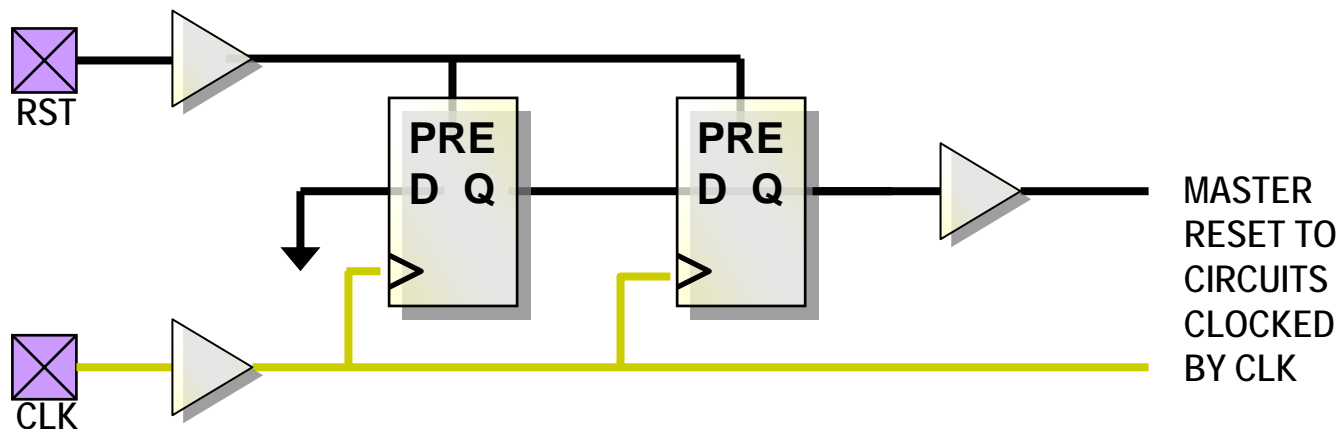 RST
PRE
D Q
PRE
D Q
MASTER
RESET TO
CIRCUITS
CLOCKED
BY CLK
CLK